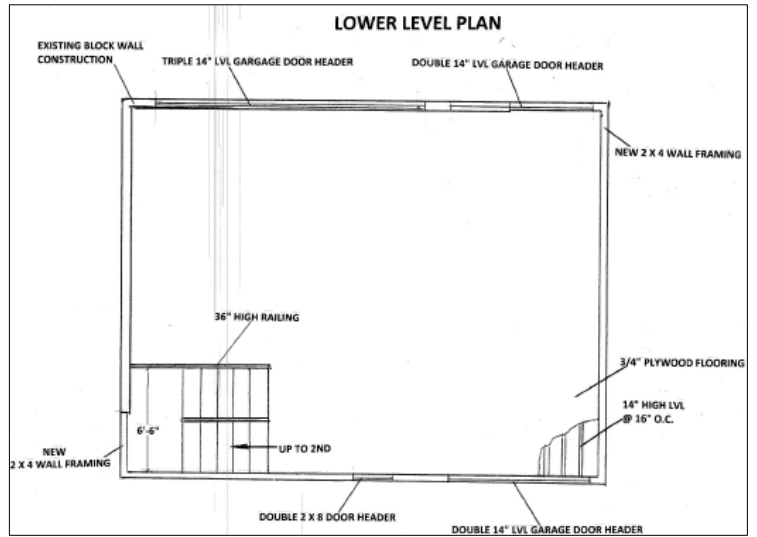 LOWER LEVEL PLAN
EXISTING BLOCK WALL
CONSTRUCTION
TRIPLE 14" LVL GARGAGE DOOR HEADER
DOUBLE 14" LVL GARAGE DOOR HEADER
NEW 2 X 4 WALL FRAMING
36" HIGH RAILING
3/4" PLYWOOD FLOORING
14" HIGH LVL
@ 16" O.C.
6'-6"
UP TO 2ND
NEW
2 X 4 WALL FRAMING
DOUBLE 2 X 8 DOOR HEADER
DOUBLE 14" LVL GARAGE DOOR HEADER